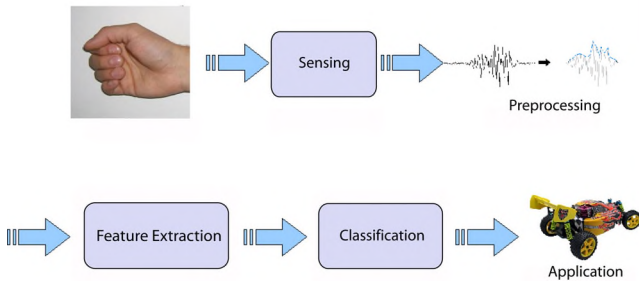 Sensing
Preprocessing
Feature Extraction
Classification
Application